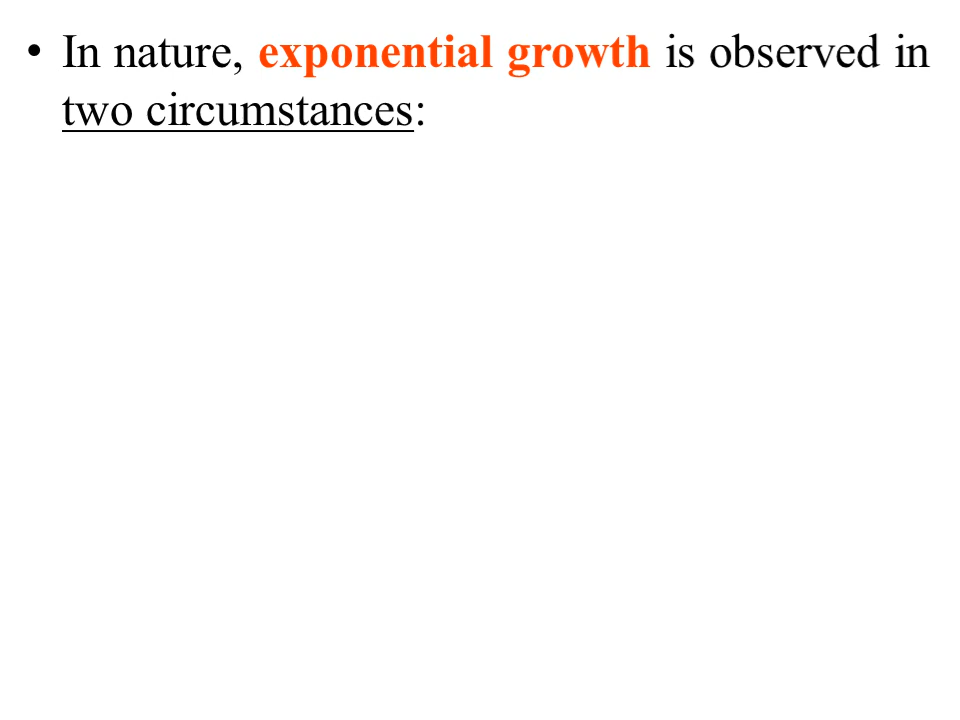 • In nature, exponential growth is observed in
two circumstances: